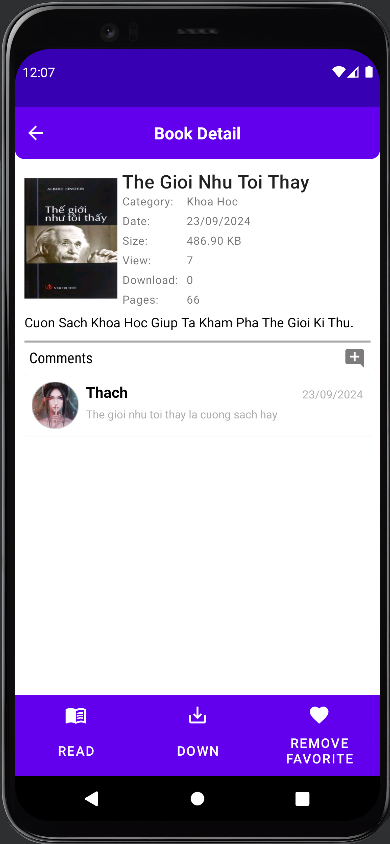 12:07
Book Detail
ALBERT EINSTEIN
Thế giới
như tôi thấy
The Gioi Nhu Toi Thay
Category: Khoa Hoc
Date: 23/09/2024
Size: 486.90 KB
View: 7
Download: 0
Pages: 66
Cuon Sach Khoa Hoc Giup Ta Kham Pha The Gioi Ki Thu.
Comments
Thach 23/09/2024
The gioi nhu toi thay la cuong sach hay
READ
DOWN
REMOVE
FAVORITE